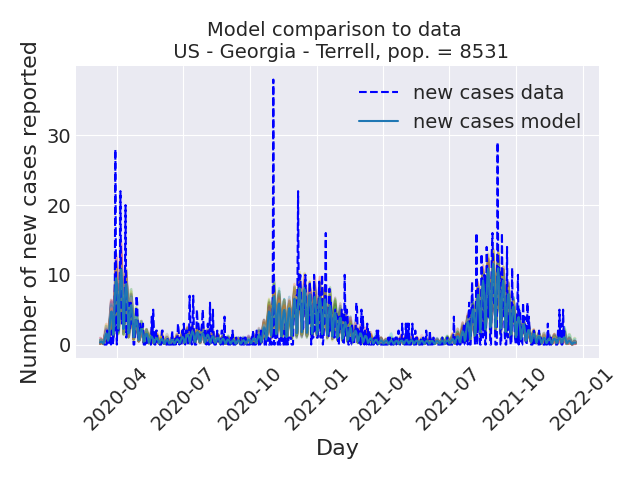 Model comparison to data
US - Georgia - Terrell, pop. = 8531
Number of new cases reported
new cases data
new cases model
30
20
10
0
2020-04
2020-07
2020-10
2021-01
2021-04
2021-07
2021-10
2022-01
Day